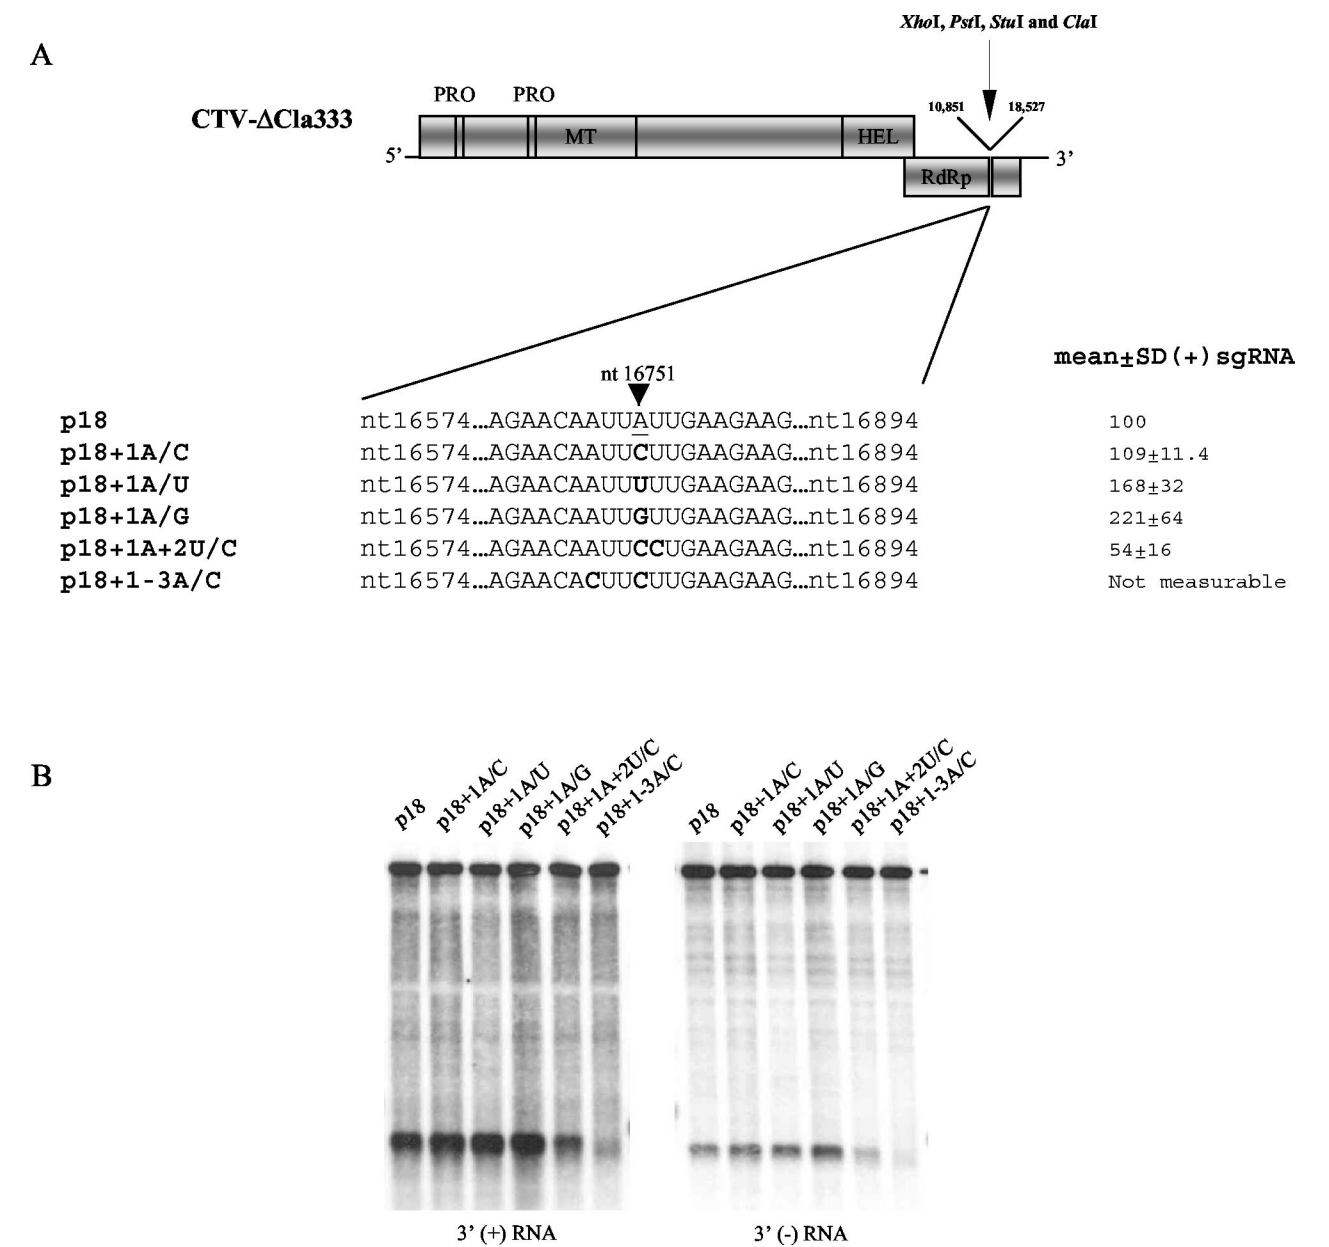 A
XhoI, PstI, StuI and ClaI
PRO PRO
10,851 18,527
CTV-ΔCla333
MT HEL
5’ 3’
RdRp
mean±SD(+)sgRNA
nt 16751
p18 nt16574...AGAACAAUUAUUGAAGAAG...nt16894 100
p18+1A/C nt16574...AGAACAAUUCUUGAAGAAG...nt16894 109±11.4
p18+1A/U nt16574...AGAACAAUUUUUGAAGAAG...nt16894 168±32
p18+1A/G nt16574...AGAACAAUUGUUGAAGAAG...nt16894 221±64
p18+1A+2U/C nt16574...AGAACAAUUCCUGAAGAAG...nt16894 54±16
p18+1-3A/C nt16574...AGAACACUUCUUGAAGAAG...nt16894 Not measurable
B
p18 p18+1A/C p18+1A/U p18+1A/G p18+1A+2U/C p18+1-3A/C
p18 p18+1A/C p18+1A/U p18+1A/G p18+1A+2U/C p18+1-3A/C
3’ (+) RNA 3’ (-) RNA